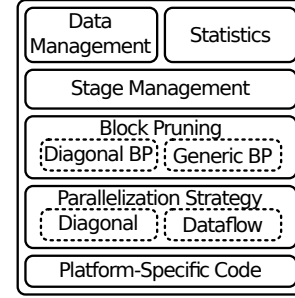 Data
Management
Statistics
Stage Management
Block Pruning
Diagonal BP
Generic BP
Parallelization Strategy
Diagonal
Dataflow
Platform-Specific Code